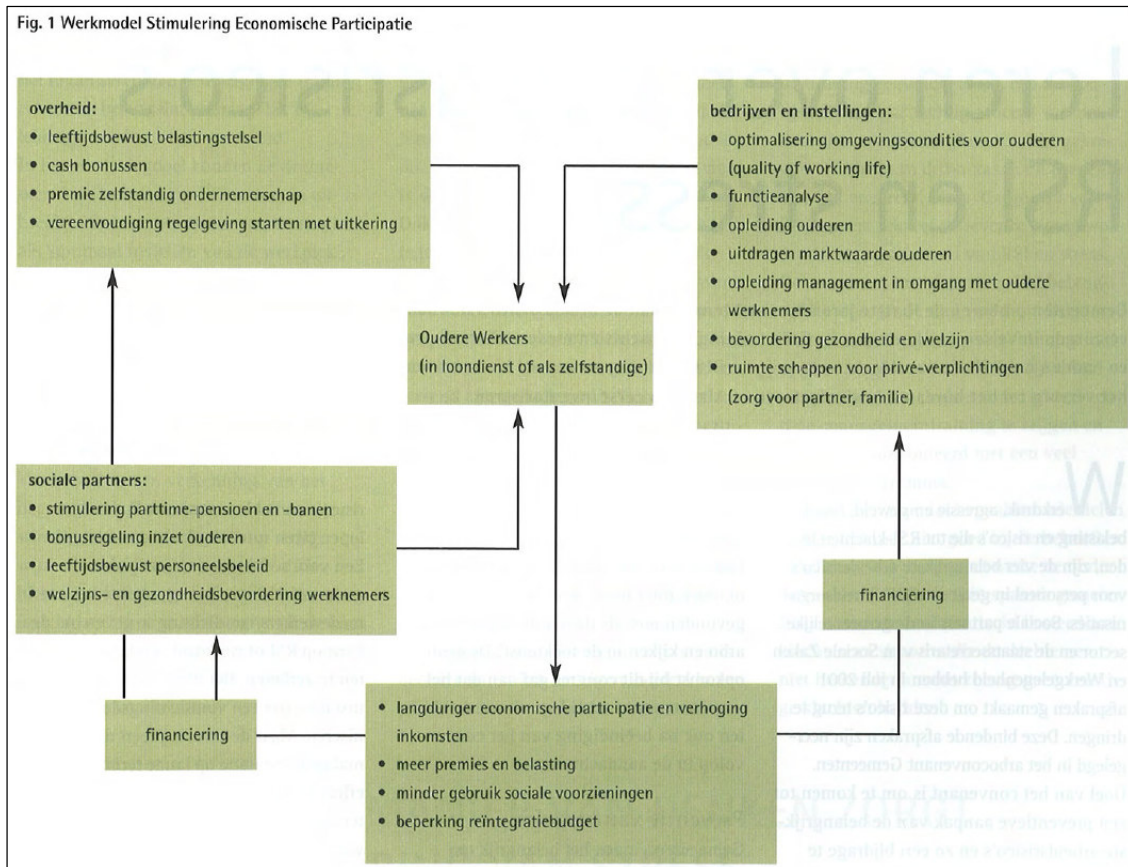 Fig. 1 Werkmodel Stimulering Economische Participatie
overheid:
• leeftijdsbewust belastingstelsel
• cash bonussen
• premie zelfstandig ondernemerschap
• vereenvoudiging regelgeving starten met uitkering
bedrijven en instellingen:
• optimalisering omgevingscondities voor ouderen
(quality of working life)
• functieanalyse
• opleiding ouderen
• uitdragen marktwaarde ouderen
• opleiding management in omgang met oudere
werknemers
• bevordering gezondheid en welzijn
• ruimte scheppen voor privé-verplichtingen
(zorg voor partner, familie)
Oudere Werkers
(in loondienst of als zelfstandige)
sociale partners:
• stimulering parttime-pensioen en -banen
• bonusregeling inzet ouderen
• leeftijdsbewust personeelsbeleid
• welzijns- en gezondheidsbevordering werknemers
financiering
financiering
• langduriger economische participatie en verhoging
inkomsten
• meer premies en belasting
• minder gebruik sociale voorzieningen
• beperking reïntegratiebudget